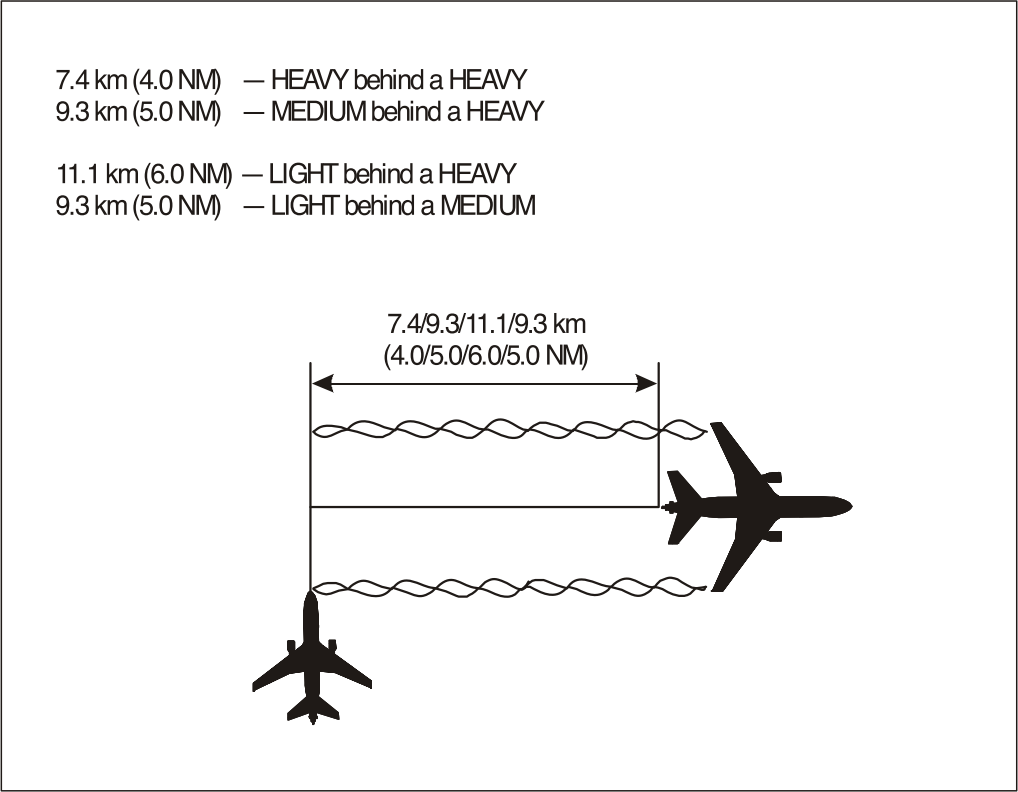 7.4 km (4.0 NM) — HEAVY behind a HEAVY
9.3 km (5.0 NM) — MEDIUM behind a HEAVY
11.1 km (6.0 NM) — LIGHT behind a HEAVY
9.3 km (5.0 NM) — LIGHT behind a MEDIUM
7.4/9.3/11.1/9.3 km
(4.0/5.0/6.0/5.0 NM)